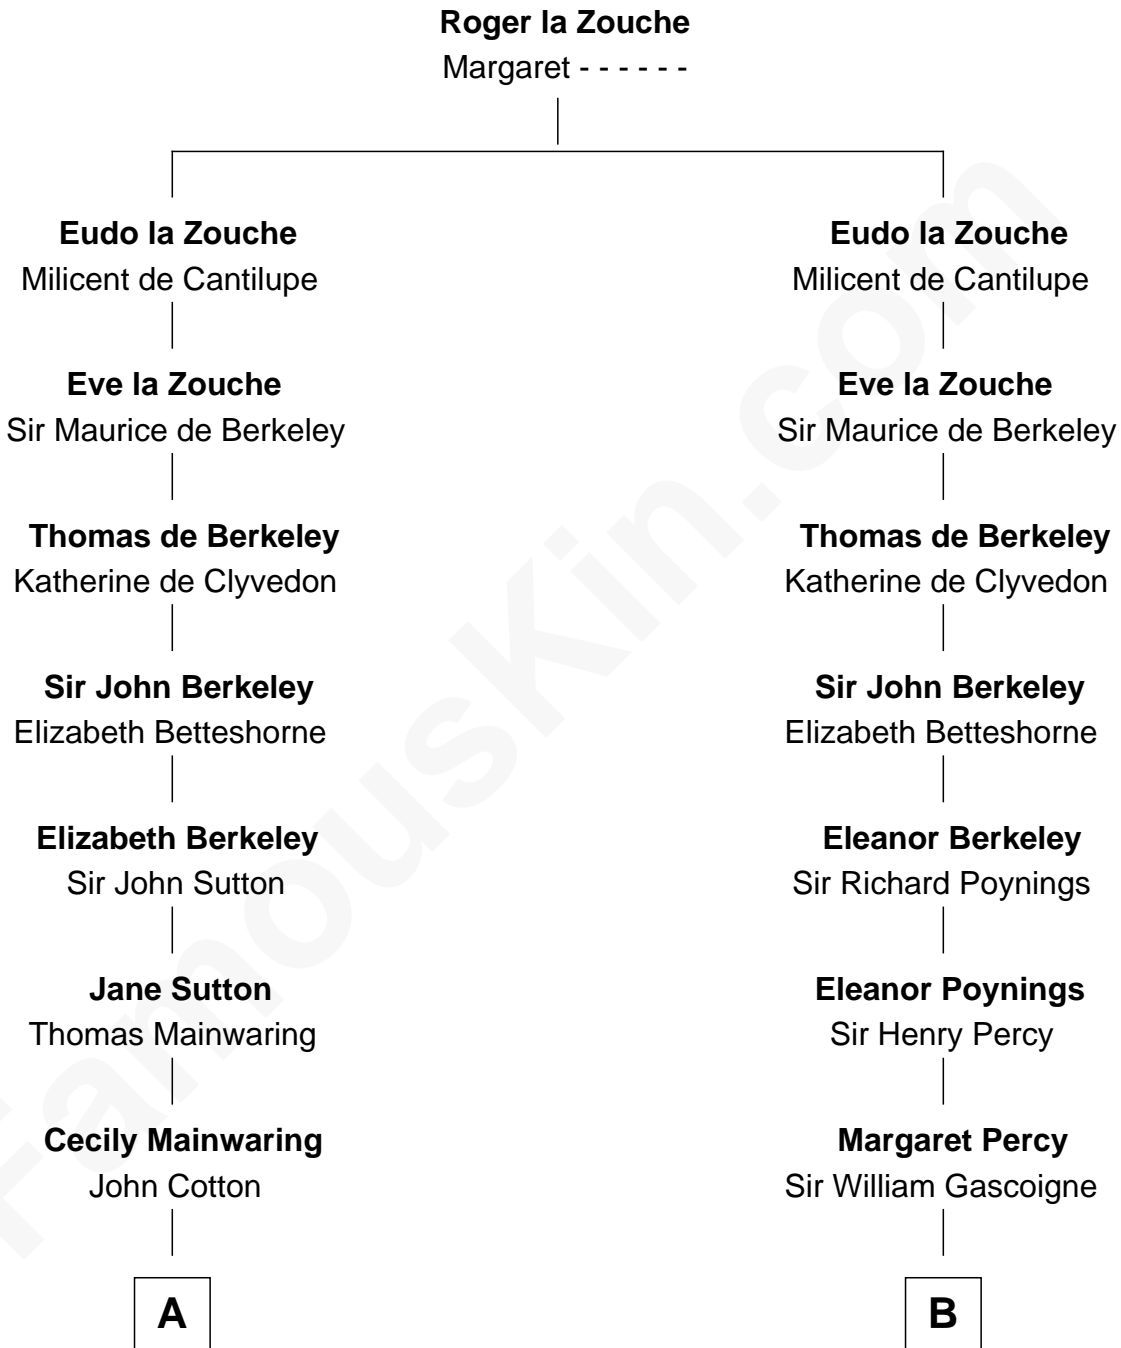 Roger la Zouche
Margaret - - - - - -
Eudo la Zouche
Milicent de Cantilupe
Eve la Zouche
Sir Maurice de Berkeley
Thomas de Berkeley
Katherine de Clyvedon
Sir John Berkeley
Elizabeth Betteshorne
Elizabeth Berkeley
Sir John Sutton
Jane Sutton
Thomas Mainwaring
Cecily Mainwaring
John Cotton
A
Eudo la Zouche
Milicent de Cantilupe
Eve la Zouche
Sir Maurice de Berkeley
Thomas de Berkeley
Katherine de Clyvedon
Sir John Berkeley
Elizabeth Betteshorne
Eleanor Berkeley
Sir Richard Poynings
Eleanor Poynings
Sir Henry Percy
Margaret Percy
Sir William Gascoigne
B
FamousKin.com